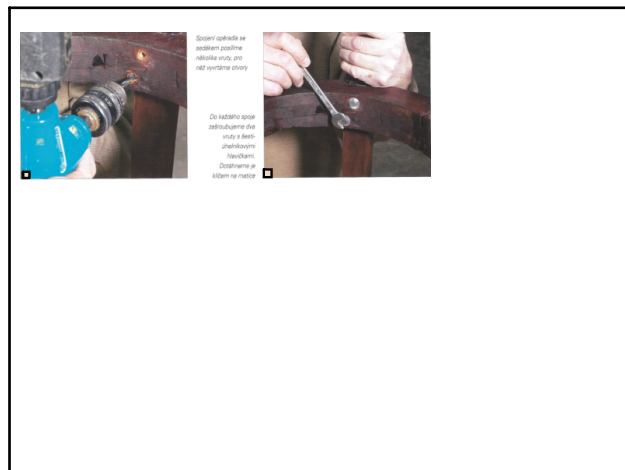 Spojení opěradla se
sedákem posílíme
několika vruty, pro
něž vyvrtáme otvory
Do každého spoje
zašroubujeme dva
vruty s šesti-
úhelníkovými
hlavičkami.
Dotáhneme je
klíčem na matice